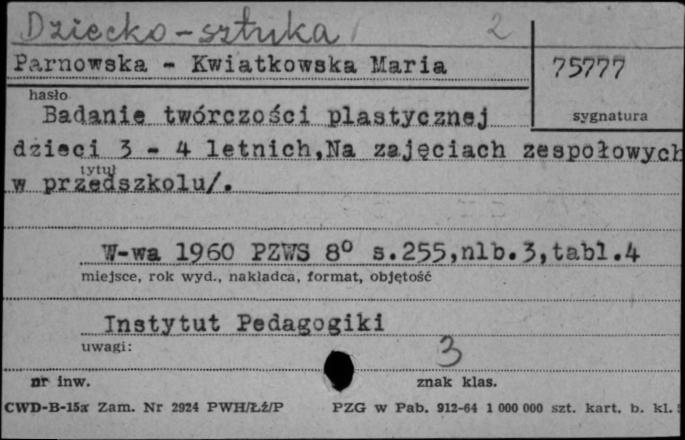 Dziecko - sztuka 2
Parnowska - Kwiatkowska Maria
75777
hasło
Badanie twórczości plastycznej
sygnatura
dzieci 3 - 4 letnich,Na zajęciach zespołowych
tytuł
w przedszkolu/.
W-wa 1960 PZWS 8° s.255,nlb.3,tabl.4
miejsce, rok wyd., nakładca, format, objętość
Instytut Pedagogiki
uwagi:
3
nr inw.
znak klas.
CWD-B-15a Zam. Nr 2924 PWH/Łź/P PZG w Pab. 912-64 1 000 000 szt. kart. b. kl.